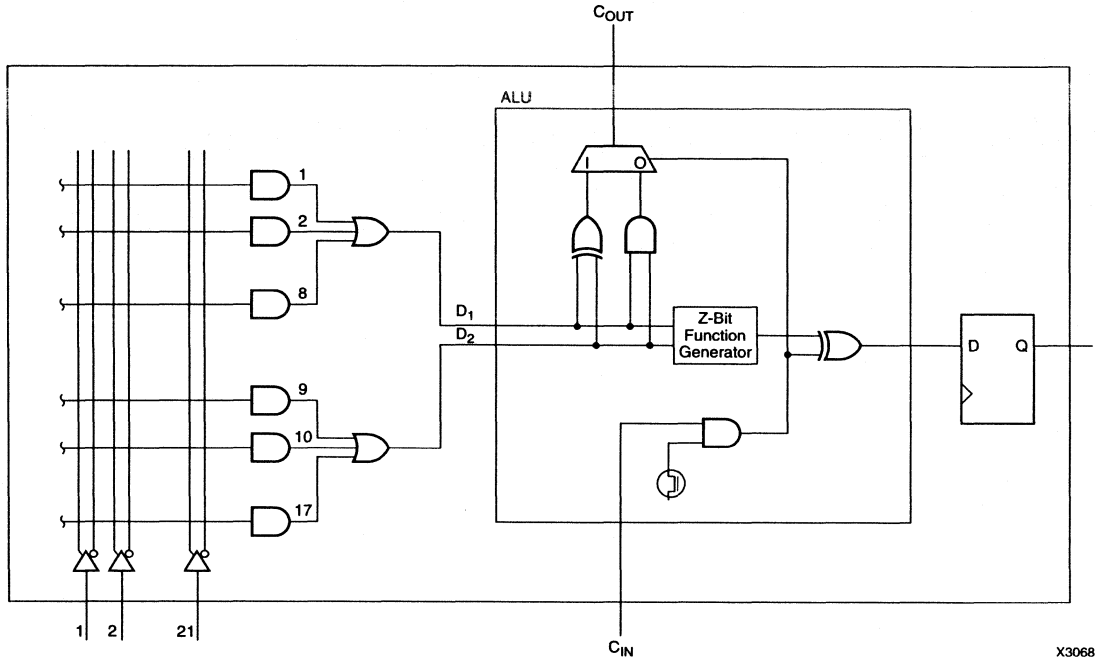 COUT
ALU
I O
1
2
8
D1
D2
Z-Bit
Function
Generator
D Q
9
10
17
1 2 21
CIN
X3068